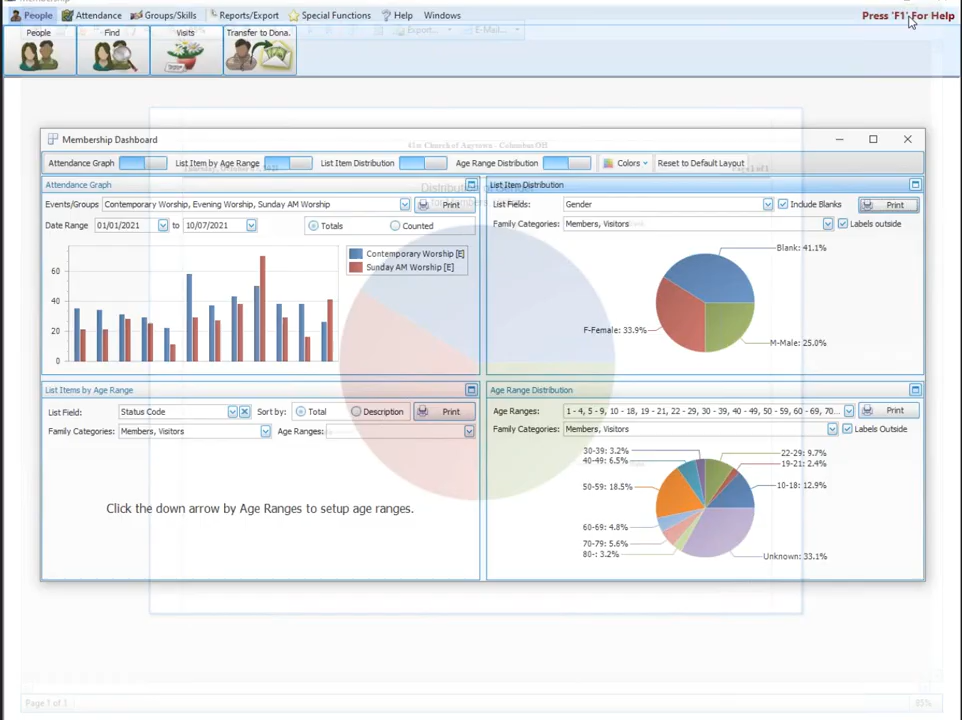 People Attendance Groups/Skills Reports/Export Special Functions Help Windows Press 'F1' For Help
Export... E-Mail...
People Find Visits Transfer to Dona.
Membership Dashboard
Attendance Graph List Item by Age Range List Item Distribution Age Range Distribution Colors Reset to Default Layout
Attendance Graph
Events/Groups Contemporary Worship, Evening Worship, Sunday AM Worship Print
Date Range 01/01/2021 to 10/07/2021 Totals Counted
Contemporary Worship [E]
Sunday AM Worship [E]
60
40
20
0
List Item Distribution
List Fields: Gender Include Blanks Print
Family Categories: Members, Visitors Labels outside
Blank: 41.1%
F-Female: 33.9%
M-Male: 25.0%
List Items by Age Range
List Field: Status Code Sort by: Total Description Print
Family Categories: Members, Visitors Age Ranges:
Click the down arrow by Age Ranges to setup age ranges.
Age Range Distribution
Age Ranges: 1 - 4, 5 - 9, 10 - 18, 19 - 21, 22 - 29, 30 - 39, 40 - 49, 50 - 59, 60 - 69, 70... Print
Family Categories: Members, Visitors Labels Outside
30-39: 3.2%
22-29: 9.7%
40-49: 6.5%
19-21: 2.4%
50-59: 18.5%
10-18: 12.9%
60-69: 4.8%
70-79: 5.6%
80-: 3.2%
Unknown: 33.1%
Page 1 of 1 85%